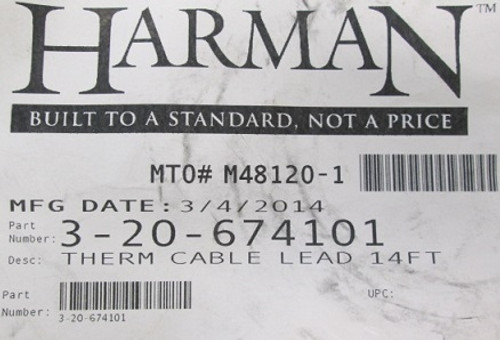 HARMAN™
BUILT TO A STANDARD, NOT A PRICE
MTO# M48120-1
MFG DATE: 3/4/2014
Part Number: 3-20-674101
Desc: THERM CABLE LEAD 14FT
Part Number: 3-20-674101
UPC: